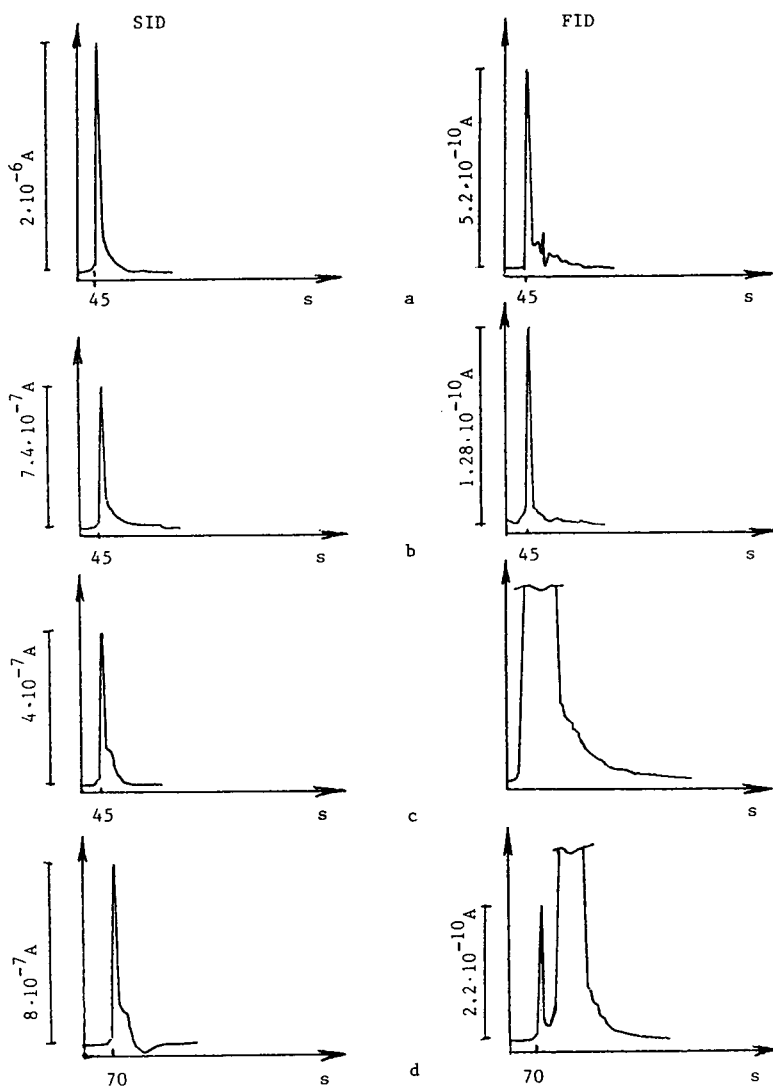 SID FID
2·10⁻⁶A
5.2·10⁻¹⁰A
45 s a 45 s
7.4·10⁻⁷A
1.28·10⁻¹⁰A
45 s b 45 s
4·10⁻⁷A
45 s c s
8·10⁻⁷A
2.2·10⁻¹⁰A
70 s d 70 s